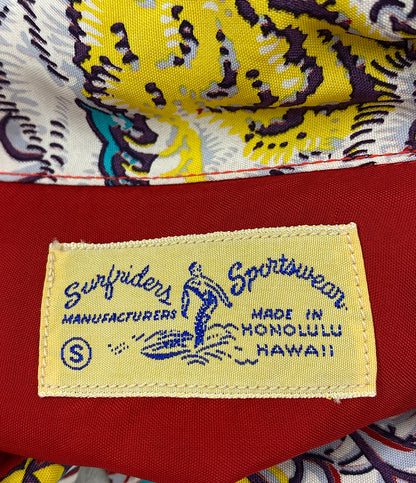 Surfriders Sportswear
MANUFACTURERS
MADE IN
HONOLULU
HAWAII
S